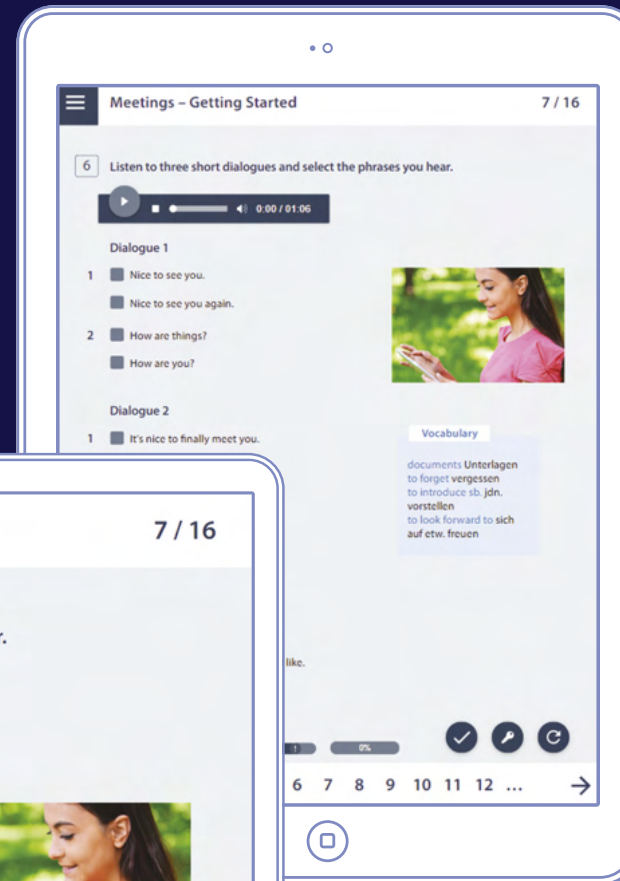 Meetings – Getting Started 7 / 16
6 Listen to three short dialogues and select the phrases you hear.
0:00 / 01:06
Dialogue 1
1 Nice to see you.
Nice to see you again.
2 How are things?
How are you?
Dialogue 2
1 It's nice to finally meet you.
Vocabulary
documents Unterlagen
to forget vergessen
to introduce sb. jdn.
vorstellen
to look forward to sich
auf etw. freuen
like.
0%
6 7 8 9 10 11 12 ...
7 / 16
r.